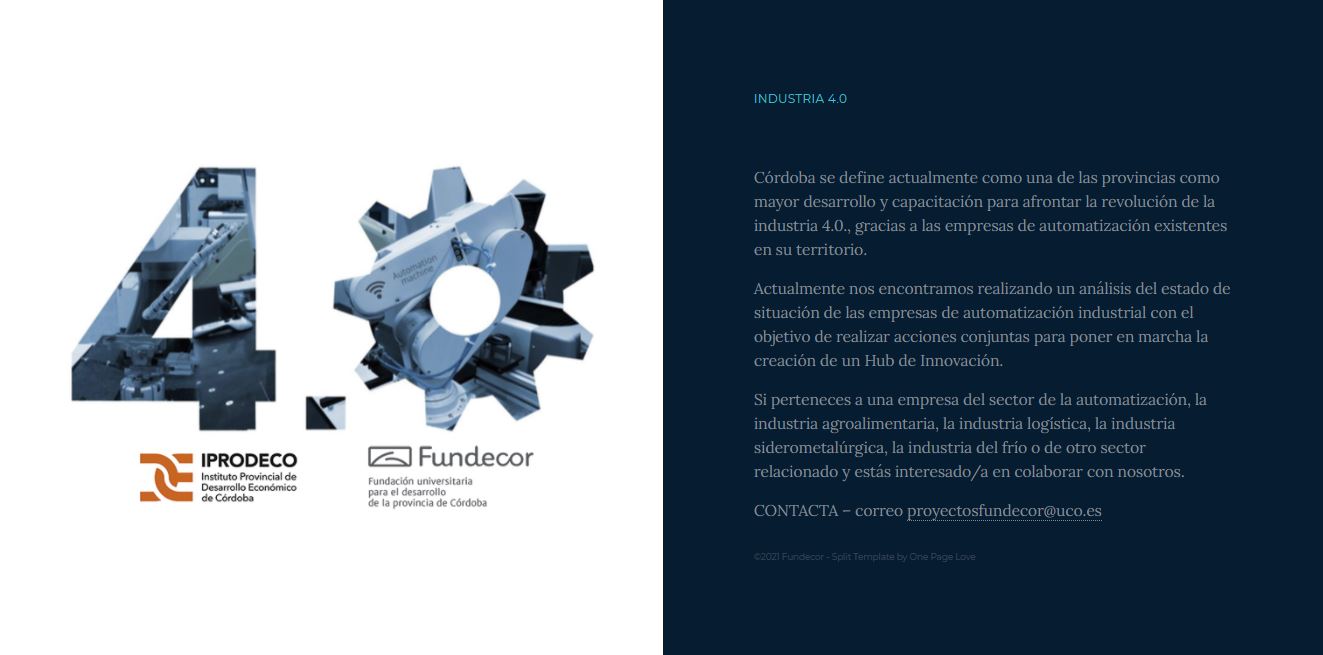 4.0
Automation
machine
IPRODECO
Instituto Provincial de
Desarrollo Económico
de Córdoba
Fundecor
Fundación universitaria
para el desarrollo
de la provincia de Córdoba
INDUSTRIA 4.0
Córdoba se define actualmente como una de las provincias como
mayor desarrollo y capacitación para afrontar la revolución de la
industria 4.0., gracias a las empresas de automatización existentes
en su territorio.
Actualmente nos encontramos realizando un análisis del estado de
situación de las empresas de automatización industrial con el
objetivo de realizar acciones conjuntas para poner en marcha la
creación de un Hub de Innovación.
Si perteneces a una empresa del sector de la automatización, la
industria agroalimentaria, la industria logística, la industria
siderometalúrgica, la industria del frío o de otro sector
relacionado y estás interesado/a en colaborar con nosotros.
CONTACTA – correo proyectosfundecor@uco.es
©2021 Fundecor - Split Template by One Page Love